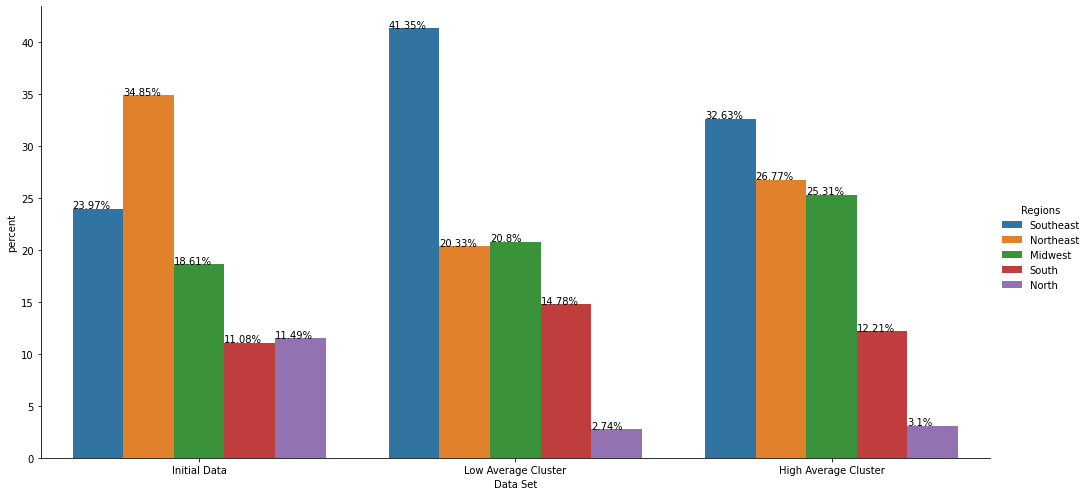 41.35%
40
35
34.85%
32.63%
30
26.77%
25.31%
25
23.97%
20.33%
20.8%
20
18.61%
15
14.78%
12.21%
11.08%
11.49%
10
5
2.74%
3.1%
0
percent
Initial Data
Low Average Cluster
High Average Cluster
Data Set
Regions
Southeast
Northeast
Midwest
South
North